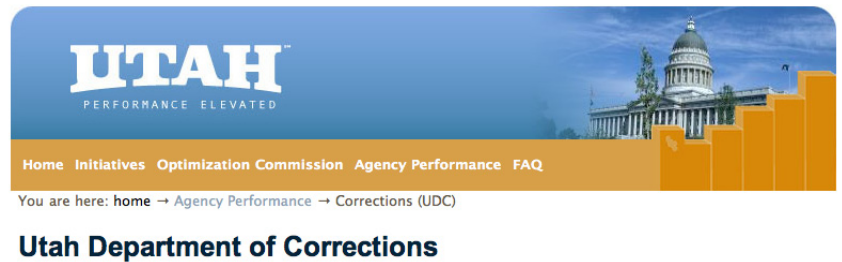 UTAH™
PERFORMANCE ELEVATED
Home Initiatives Optimization Commission Agency Performance FAQ
You are here: home → Agency Performance → Corrections (UDC)
Utah Department of Corrections